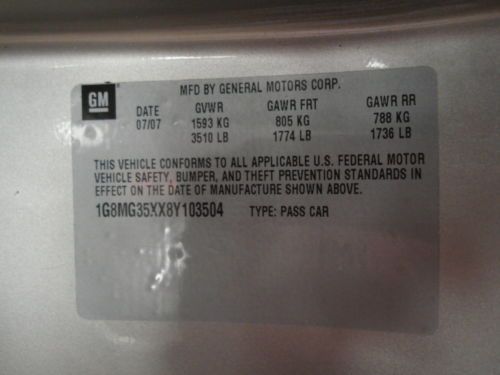 GM
MFD BY GENERAL MOTORS CORP.
DATE GVWR GAWR FRT GAWR RR
07/07 1593 KG 805 KG 788 KG
3510 LB 1774 LB 1736 LB
THIS VEHICLE CONFORMS TO ALL APPLICABLE U.S. FEDERAL MOTOR
VEHICLE SAFETY, BUMPER, AND THEFT PREVENTION STANDARDS IN
EFFECT ON THE DATE OF MANUFACTURE SHOWN ABOVE.
1G8MG35XX8Y103504 TYPE: PASS CAR